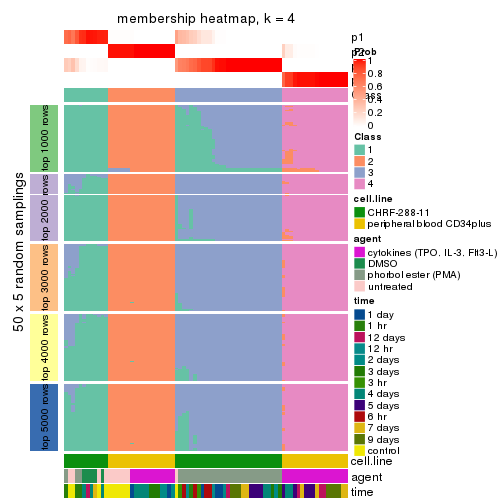 membership heatmap, k = 4
p1
p2
Prob
1
0.8
0.6
0.4
0.2
0
Class
1
2
3
4
cell.line
CHRF-288-11
peripheral blood CD34plus
agent
cytokines (TPO, IL-3, Flt3-L)
DMSO
phorbol ester (PMA)
untreated
time
1 day
1 hr
12 days
12 hr
2 days
3 days
3 hr
4 days
5 days
6 hr
7 days
9 days
control
50 x 5 random samplings
top 1000 rows
top 2000 rows
top 3000 rows
top 4000 rows
top 5000 rows
cell.line
agent
time